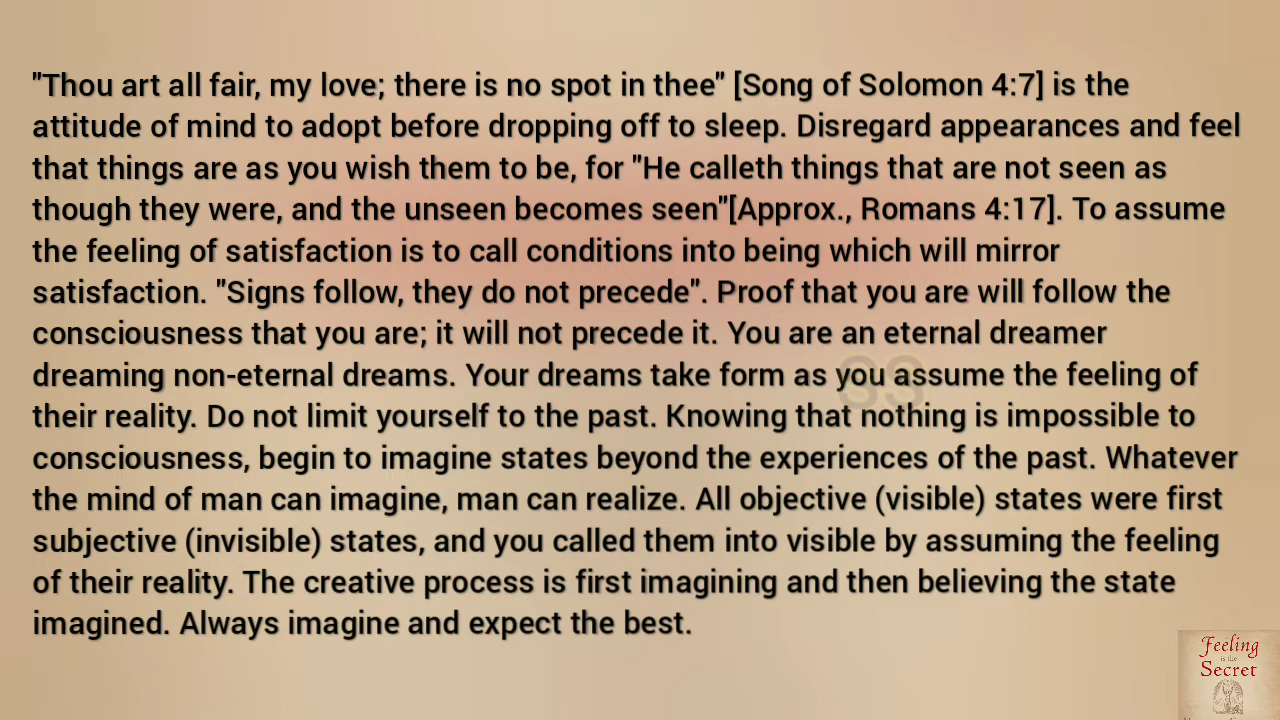 "Thou art all fair, my love; there is no spot in thee" [Song of Solomon 4:7] is the
attitude of mind to adopt before dropping off to sleep. Disregard appearances and feel
that things are as you wish them to be, for "He calleth things that are not seen as
though they were, and the unseen becomes seen"[Approx., Romans 4:17]. To assume
the feeling of satisfaction is to call conditions into being which will mirror
satisfaction. "Signs follow, they do not precede". Proof that you are will follow the
consciousness that you are; it will not precede it. You are an eternal dreamer
dreaming non-eternal dreams. Your dreams take form as you assume the feeling of
their reality. Do not limit yourself to the past. Knowing that nothing is impossible to
consciousness, begin to imagine states beyond the experiences of the past. Whatever
the mind of man can imagine, man can realize. All objective (visible) states were first
subjective (invisible) states, and you called them into visible by assuming the feeling
of their reality. The creative process is first imagining and then believing the state
imagined. Always imagine and expect the best.
SS
Feeling
is the
Secret